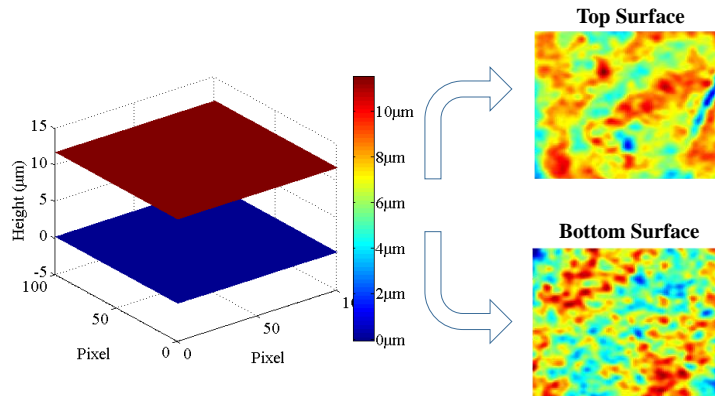 Top Surface
Bottom Surface
Height (μm)
15
10
5
0
-5
100
50
0
Pixel
0
50
10
Pixel
10μm
8μm
6μm
4μm
2μm
0μm